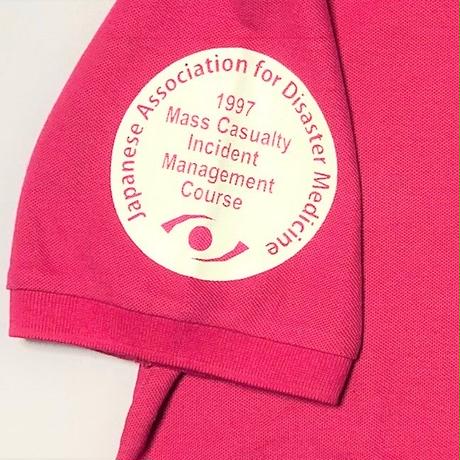 Japanese Association for Disaster Medicine
1997
Mass Casualty
Incident
Management
Course